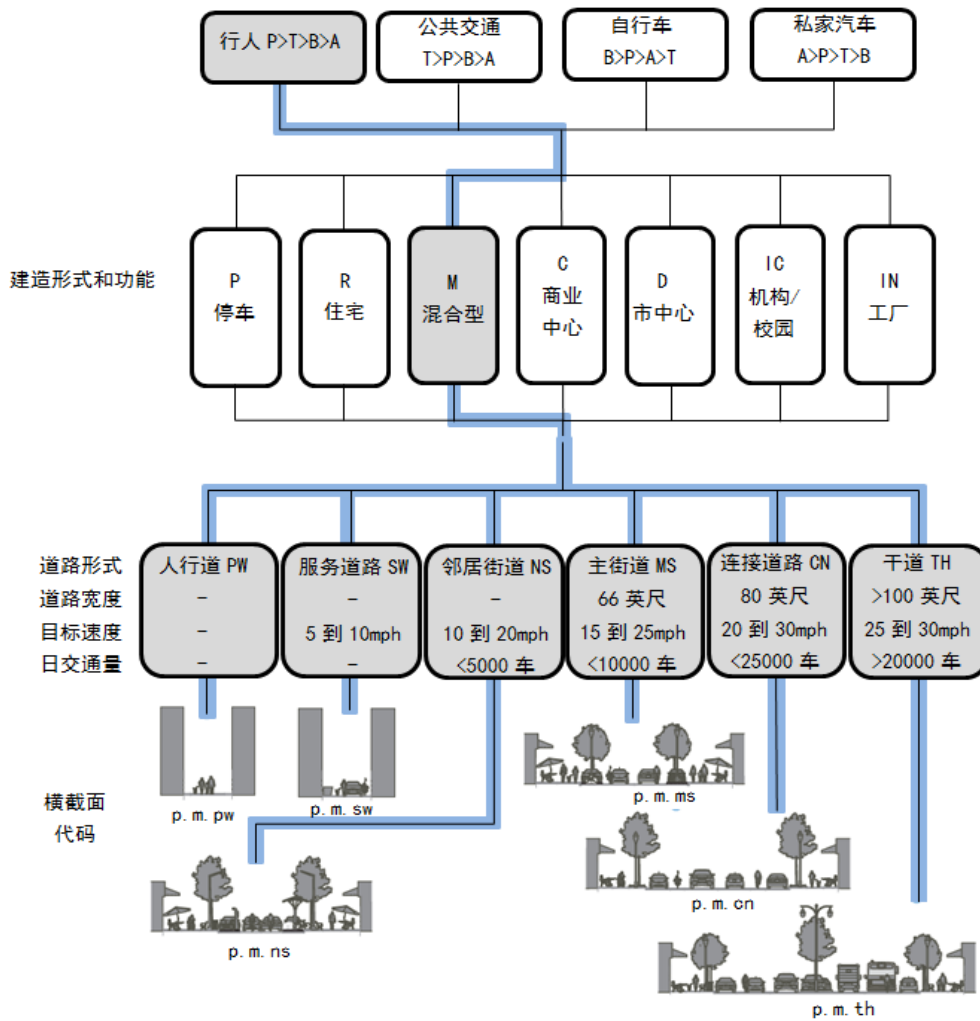 行人 P>T>B>A
公共交通
T>P>B>A
自行车
B>P>A>T
私家汽车
A>P>T>B
建造形式和功能
P
停车
R
住宅
M
混合型
C
商业
中心
D
市中心
IC
机构/
校园
IN
工厂
道路形式
道路宽度
目标速度
日交通量
人行道 PW
-
-
-
服务道路 SW
-
5 到 10mph
-
邻居街道 NS
-
10 到 20mph
<5000 车
主街道 MS
66 英尺
15 到 25mph
<10000 车
连接道路 CN
80 英尺
20 到 30mph
<25000 车
干道 TH
>100 英尺
25 到 30mph
>20000 车
横截面
代码
p.m.pw
p.m.sw
p.m.ms
p.m.cn
p.m.ns
p.m.th